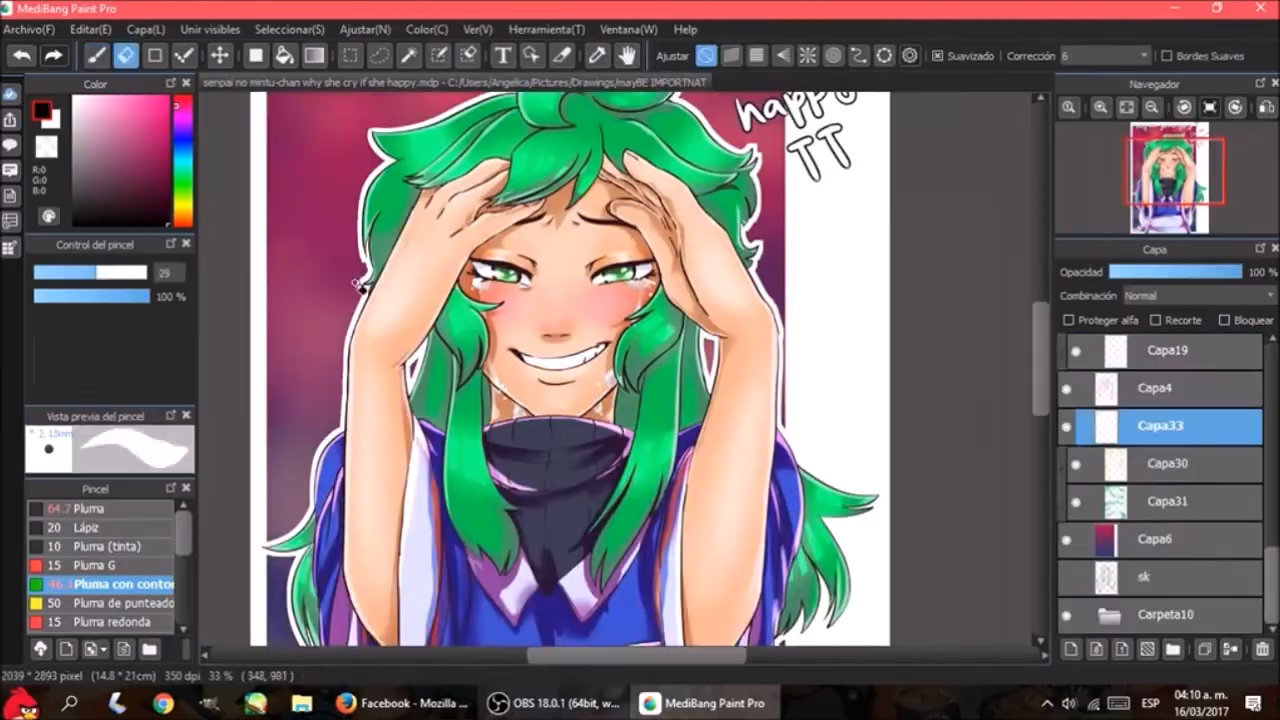 MediBang Paint Pro
Archivo(F) Editar(E) Capa(L) Unir visibles Seleccionar(S) Ajustar(N) Color(C) Ver(V) Herramienta(T) Ventana(W) Help
T Ajustar Suavizado Corrección 6 Bordes Suaves
senpai no mintu-chan why she cry if she happy.mdp - C:/Users/Angelica/Pictures/Drawings/mayBE IMPORTNAT
Color
R:0
G:0
B:0
Control del pincel
29
100 %
Vista previa del pincel
Pincel
64.7 Pluma
20 Lápiz
10 Pluma (tinta)
15 Pluma G
Pluma con conto
50 Pluma de punteado
15 Pluma redonda
happy
TT
Navegador
Capa
Opacidad 100 %
Combinación Normal
Proteger alfa Recorte Bloquear
Capa19
Capa4
Capa33
Capa30
Capa31
Capa6
sk
Carpeta10
2039 * 2893 pixel (14.8 * 21cm) 350 dpi 33 % ( 348, 981 )
Facebook - Mozilla ... OBS 18.0.1 (64bit, w... MediBang Paint Pro
ESP
04:10 a. m.
16/03/2017